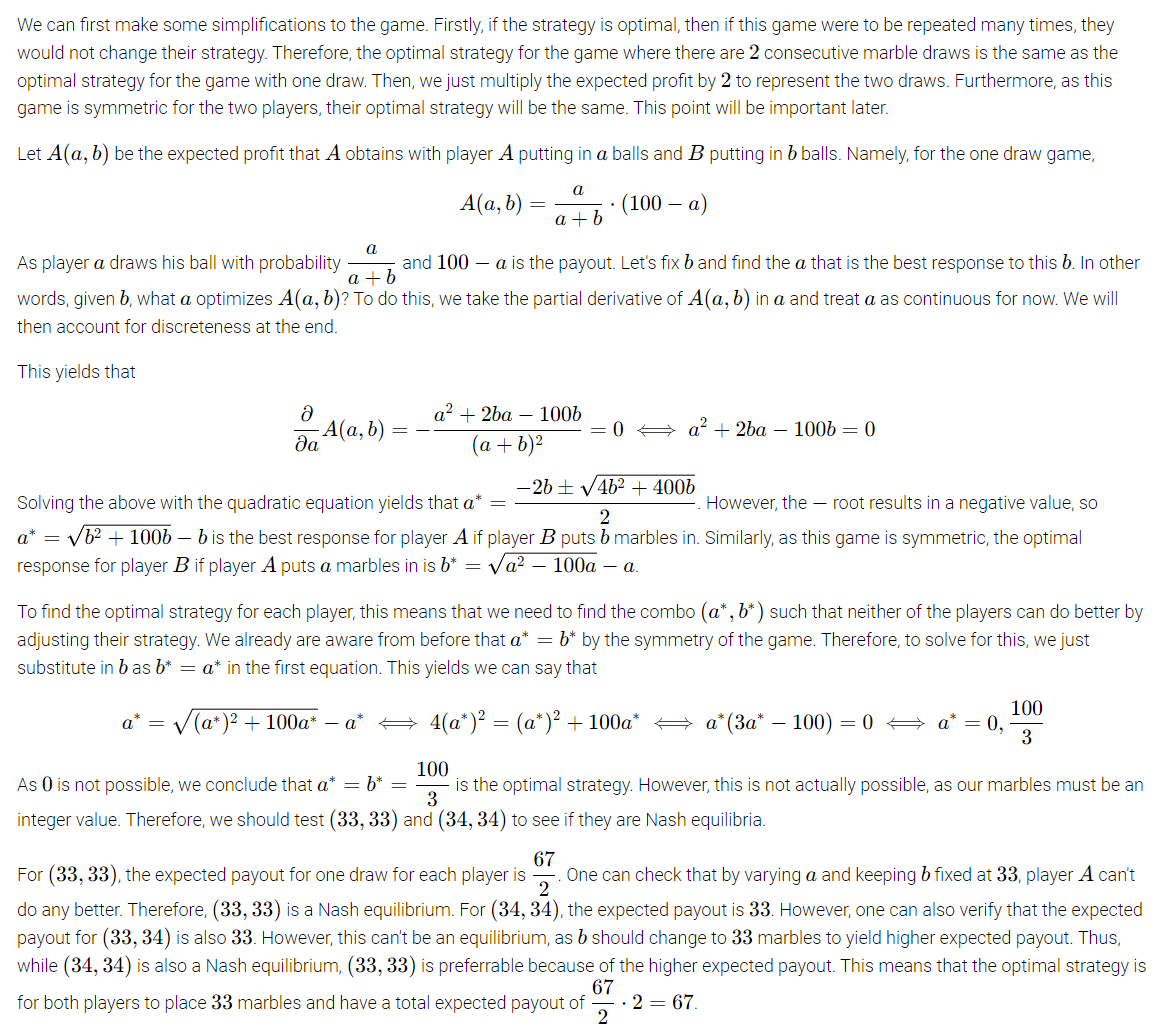 We can first make some simplifications to the game. Firstly, if the strategy is optimal, then if this game were to be repeated many times, they
would not change their strategy. Therefore, the optimal strategy for the game where there are 2 consecutive marble draws is the same as the
optimal strategy for the game with one draw. Then, we just multiply the expected profit by 2 to represent the two draws. Furthermore, as this
game is symmetric for the two players, their optimal strategy will be the same. This point will be important later.
Let A(a, b) be the expected profit that A obtains with player A putting in a balls and B putting in b balls. Namely, for the one draw game,
A(a, b) = \frac{a}{a + b} · (100 − a)
As player a draws his ball with probability \frac{a}{a + b} and 100 − a is the payout. Let's fix b and find the a that is the best response to this b. In other
words, given b, what a optimizes A(a, b)? To do this, we take the partial derivative of A(a, b) in a and treat a as continuous for now. We will
then account for discreteness at the end.
This yields that
\frac{∂}{∂a} A(a, b) = −\frac{a² + 2ba − 100b}{(a + b)²} = 0 ⟺ a² + 2ba − 100b = 0
Solving the above with the quadratic equation yields that a* = \frac{−2b ± \sqrt{4b² + 400b}}{2}. However, the − root results in a negative value, so
a* = \sqrt{b² + 100b} − b is the best response for player A if player B puts b marbles in. Similarly, as this game is symmetric, the optimal
response for player B if player A puts a marbles in is b* = \sqrt{a² − 100a} − a.
To find the optimal strategy for each player, this means that we need to find the combo (a*, b*) such that neither of the players can do better by
adjusting their strategy. We already are aware from before that a* = b* by the symmetry of the game. Therefore, to solve for this, we just
substitute in b as b* = a* in the first equation. This yields we can say that
a* = \sqrt{(a*)² + 100a*} − a* ⟺ 4(a*)² = (a*)² + 100a* ⟺ a*(3a* − 100) = 0 ⟺ a* = 0, \frac{100}{3}
As 0 is not possible, we conclude that a* = b* = \frac{100}{3} is the optimal strategy. However, this is not actually possible, as our marbles must be an
integer value. Therefore, we should test (33, 33) and (34, 34) to see if they are Nash equilibria.
For (33, 33), the expected payout for one draw for each player is \frac{67}{2}. One can check that by varying a and keeping b fixed at 33, player A can't
do any better. Therefore, (33, 33) is a Nash equilibrium. For (34, 34), the expected payout is 33. However, one can also verify that the expected
payout for (33, 34) is also 33. However, this can't be an equilibrium, as b should change to 33 marbles to yield higher expected payout. Thus,
while (34, 34) is also a Nash equilibrium, (33, 33) is preferrable because of the higher expected payout. This means that the optimal strategy is
for both players to place 33 marbles and have a total expected payout of \frac{67}{2} · 2 = 67.